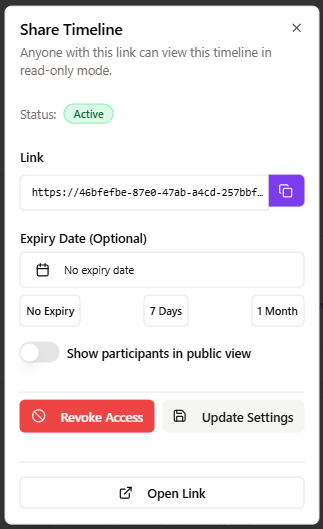 Share Timeline
Anyone with this link can view this timeline in
read-only mode.
Status: Active
Link
https://46bfefbe-87e0-47ab-a4cd-257bbf…
Expiry Date (Optional)
No expiry date
No Expiry 7 Days 1 Month
Show participants in public view
Revoke Access Update Settings
Open Link